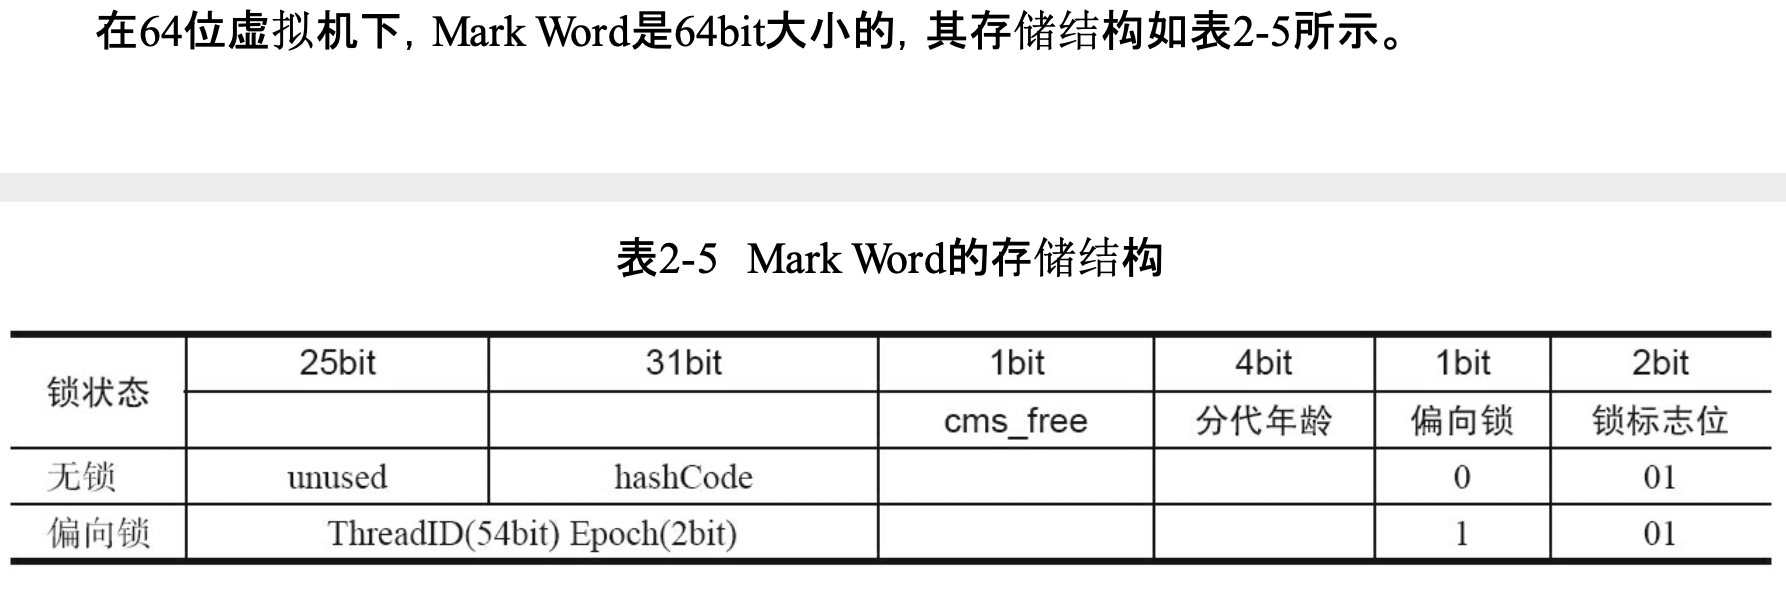 在64位虚拟机下，Mark Word是64bit大小的，其存储结构如表2-5所示。
表2-5 Mark Word的存储结构
锁状态 25bit 31bit 1bit 4bit 1bit 2bit
cms_free 分代年龄 偏向锁 锁标志位
无锁 unused hashCode 0 01
偏向锁 ThreadID(54bit) Epoch(2bit) 1 01